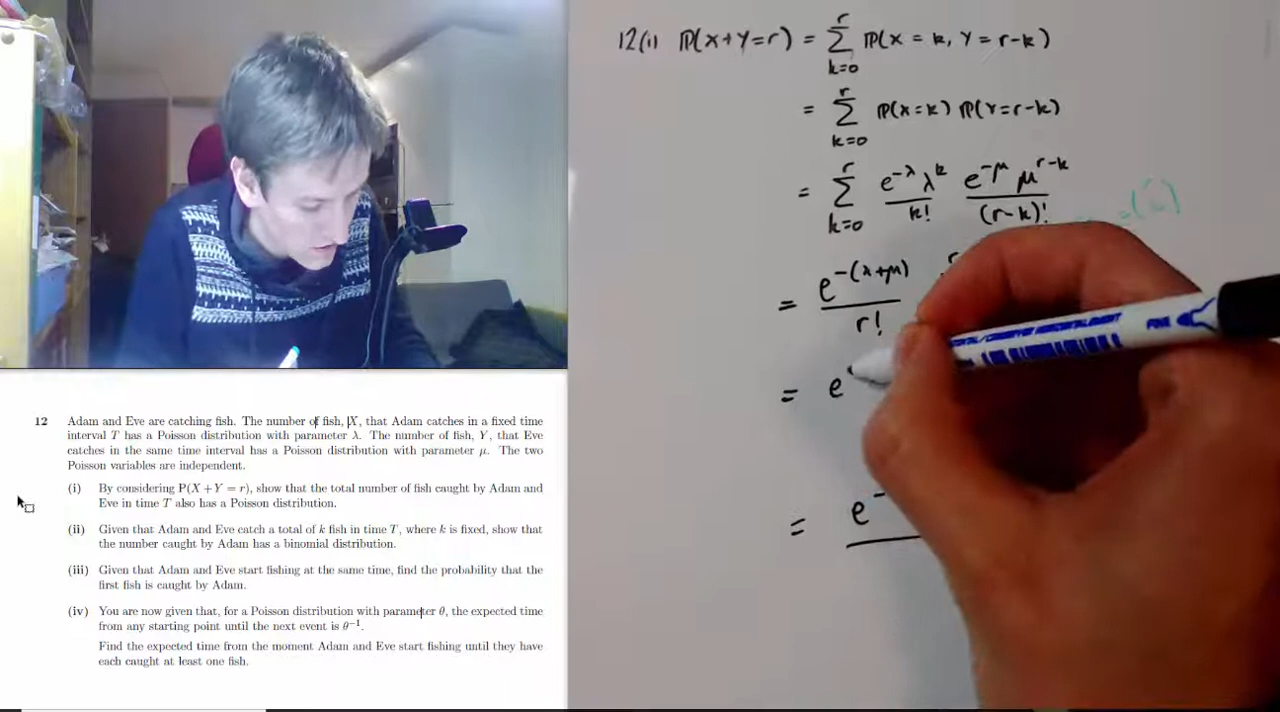 12(i) ℙ(X+Y=r) = ∑_{k=0}^{r} ℙ(X=k, Y=r-k)
= ∑_{k=0}^{r} ℙ(X=k) ℙ(Y=r-k)
= ∑_{k=0}^{r} e^{-λ} λ^k / k! e^{-μ} μ^{r-k} / (r-k)!
= e^{-(λ+μ)} / r!
= e
= e^-
12 Adam and Eve are catching fish. The number of fish, X, that Adam catches in a fixed time
interval T has a Poisson distribution with parameter λ. The number of fish, Y, that Eve
catches in the same time interval has a Poisson distribution with parameter μ. The two
Poisson variables are independent.
(i) By considering P(X + Y = r), show that the total number of fish caught by Adam and
Eve in time T also has a Poisson distribution.
(ii) Given that Adam and Eve catch a total of k fish in time T, where k is fixed, show that
the number caught by Adam has a binomial distribution.
(iii) Given that Adam and Eve start fishing at the same time, find the probability that the
first fish is caught by Adam.
(iv) You are now given that, for a Poisson distribution with parameter θ, the expected time
from any starting point until the next event is θ⁻¹.
Find the expected time from the moment Adam and Eve start fishing until they have
each caught at least one fish.